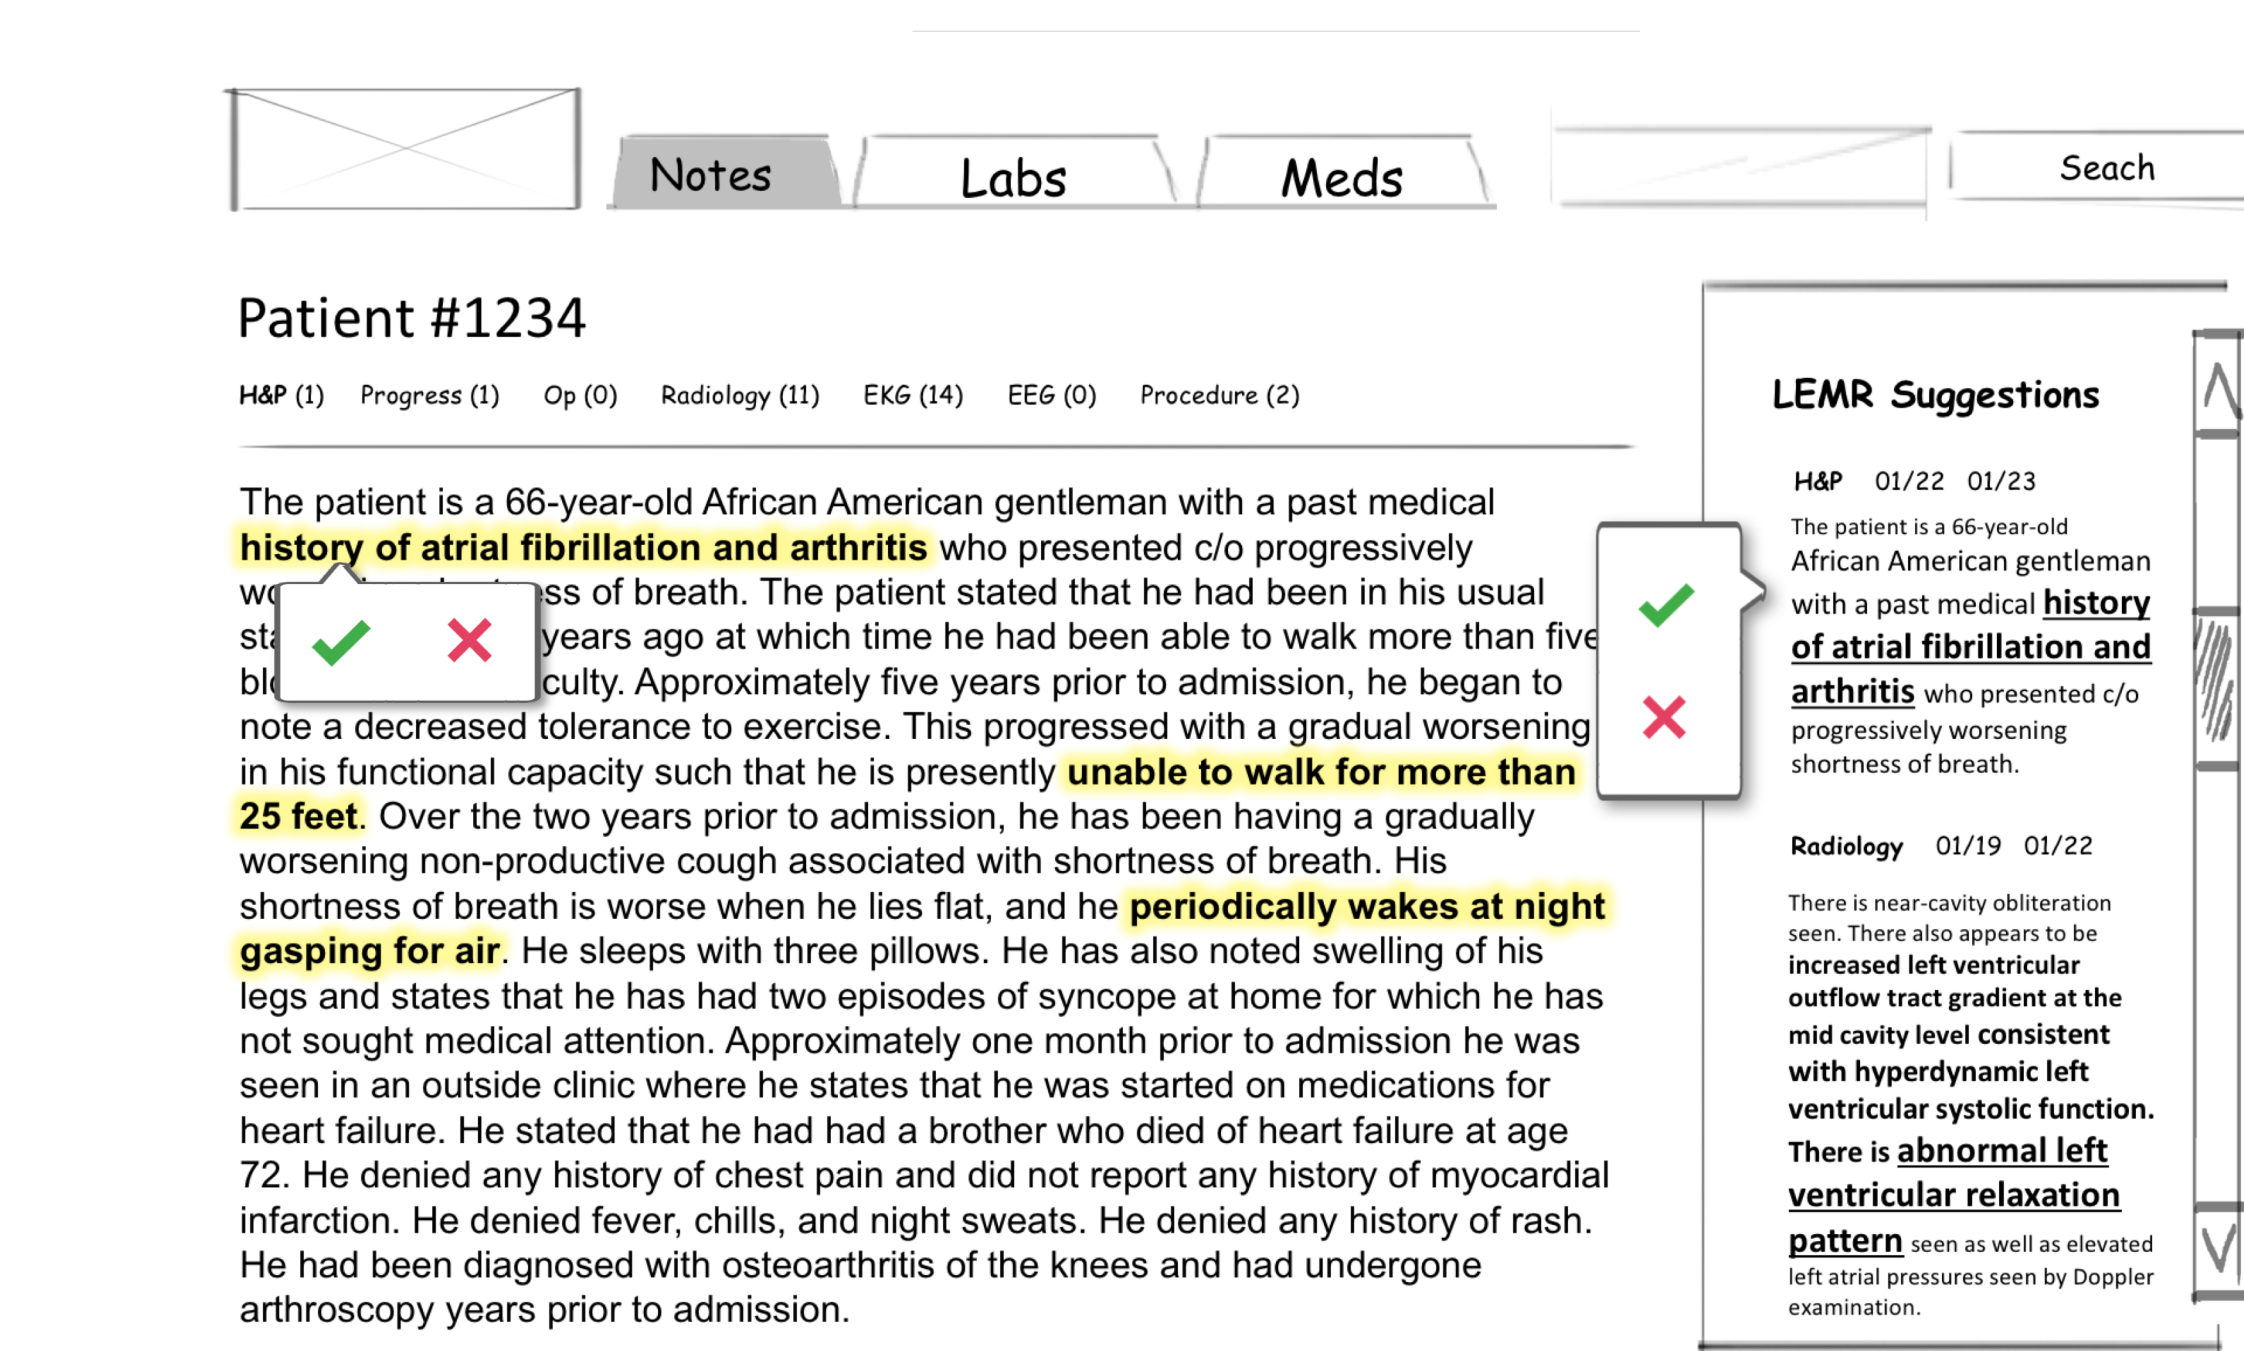 Notes
Labs
Meds
Seach
Patient #1234
H&P (1) Progress (1) Op (0) Radiology (11) EKG (14) EEG (0) Procedure (2)
The patient is a 66-year-old African American gentleman with a past medical
history of atrial fibrillation and arthritis who presented c/o progressively
of breath. The patient stated that he had been in his usual
years ago at which time he had been able to walk more than five
Approximately five years prior to admission, he began to
note a decreased tolerance to exercise. This progressed with a gradual worsening
in his functional capacity such that he is presently unable to walk for more than
25 feet. Over the two years prior to admission, he has been having a gradually
worsening non-productive cough associated with shortness of breath. His
shortness of breath is worse when he lies flat, and he periodically wakes at night
gasping for air. He sleeps with three pillows. He has also noted swelling of his
legs and states that he has had two episodes of syncope at home for which he has
not sought medical attention. Approximately one month prior to admission he was
seen in an outside clinic where he states that he was started on medications for
heart failure. He stated that he had had a brother who died of heart failure at age
72. He denied any history of chest pain and did not report any history of myocardial
infarction. He denied fever, chills, and night sweats. He denied any history of rash.
He had been diagnosed with osteoarthritis of the knees and had undergone
arthroscopy years prior to admission.
LEMR Suggestions
H&P 01/22 01/23
The patient is a 66-year-old
African American gentleman
with a past medical history
of atrial fibrillation and
arthritis who presented c/o
progressively worsening
shortness of breath.
Radiology 01/19 01/22
There is near-cavity obliteration
seen. There also appears to be
increased left ventricular
outflow tract gradient at the
mid cavity level consistent
with hyperdynamic left
ventricular systolic function.
There is abnormal left
ventricular relaxation
pattern seen as well as elevated
left atrial pressures seen by Doppler
examination.